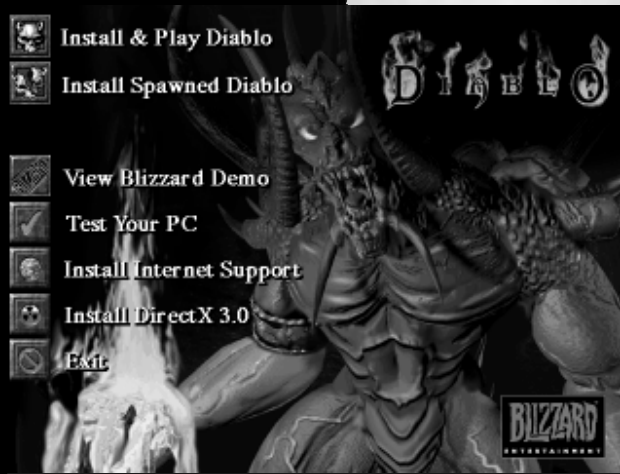 Install & Play Diablo
Install Spawned Diablo
DIABLO
View Blizzard Demo
Test Your PC
Install Internet Support
Install DirectX 3.0
Exit
BLIZZARD
ENTERTAINMENT